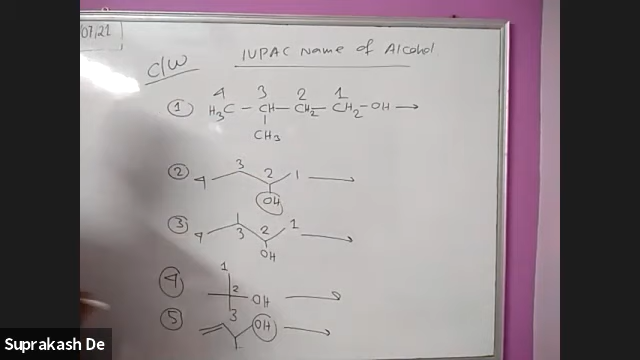 /07/21
C/W
IUPAC Name of Alcohol
4 3 2 1
① H₃C — CH — CH₂ — CH₂ — OH →
CH₃
② 4 3 2 1 →
OH
③ 4 3 2 1 →
OH
④ 1
2
OH →
3
⑤ OH →
Suprakash De